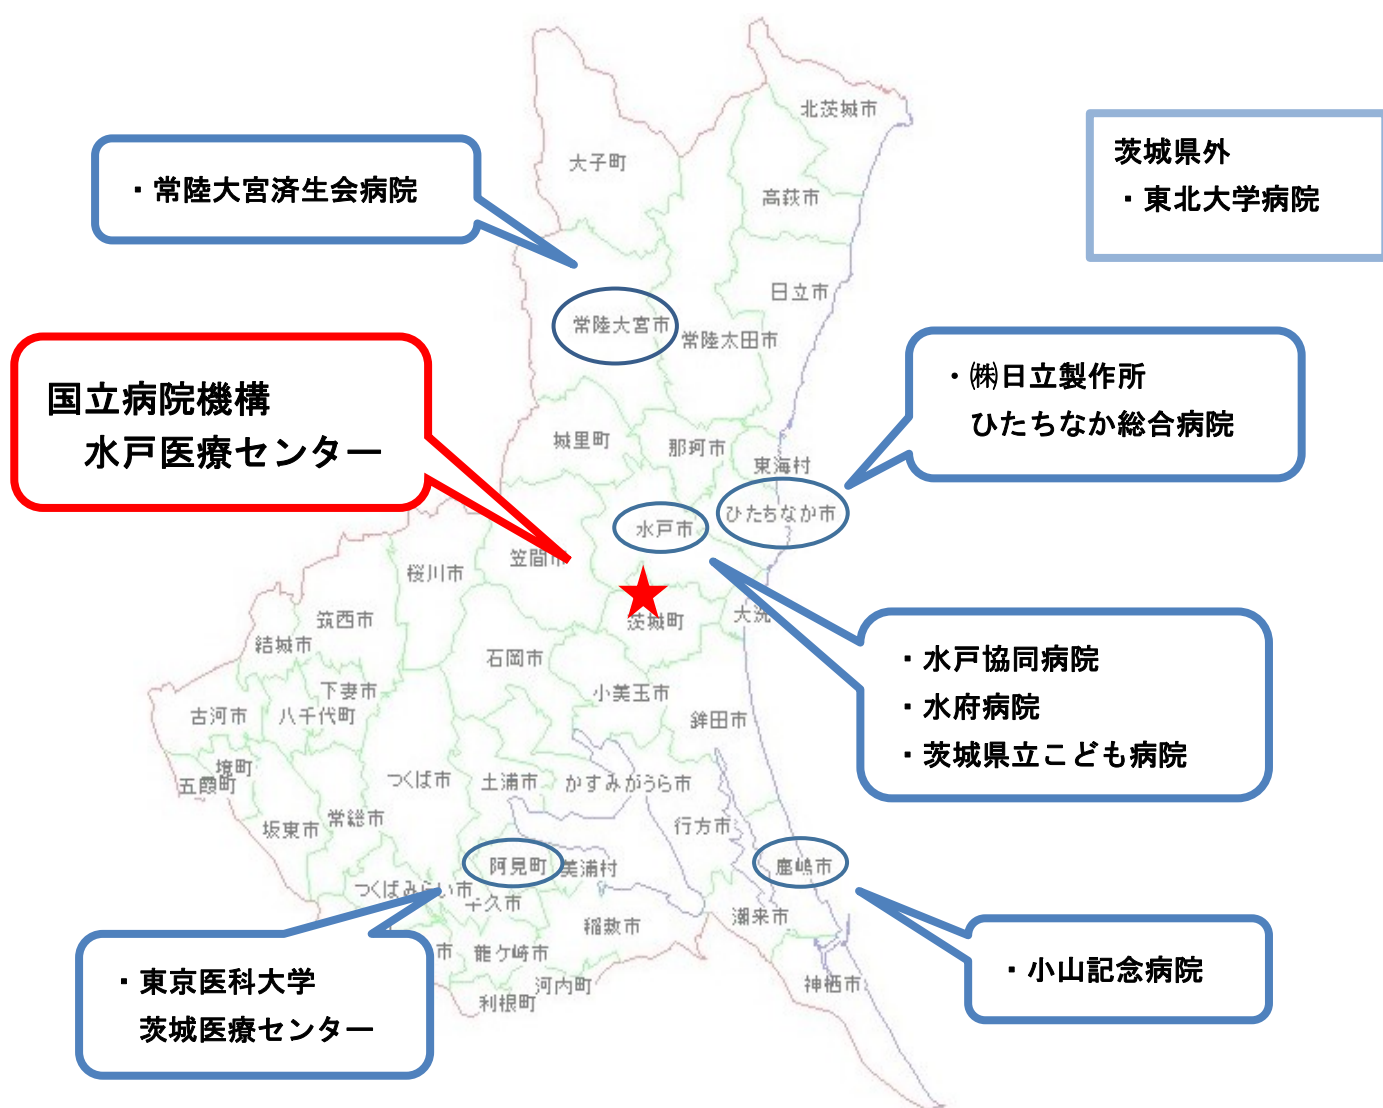 北茨城市
茨城県外
・東北大学病院
大子町
・常陸大宮済生会病院
高萩市
日立市
常陸大宮市
常陸太田市
国立病院機構
水戸医療センター
・㈱日立製作所
ひたちなか総合病院
城里町
那珂市
東海村
ひたちなか市
水戸市
笠間市
桜川市
筑西市
茨城町
大洗
結城市
石岡市
・水戸協同病院
・水府病院
・茨城県立こども病院
下妻市
小美玉市
古河市
八千代町
鉾田市
境町
五霞町
つくば市
土浦市
かすみがうら市
坂東市
常総市
行方市
阿見町
美浦村
鹿嶋市
つくばみらい市
牛久市
稲敷市
潮来市
市
龍ケ崎市
・東京医科大学
茨城医療センター
・小山記念病院
河内町
利根町
神栖市